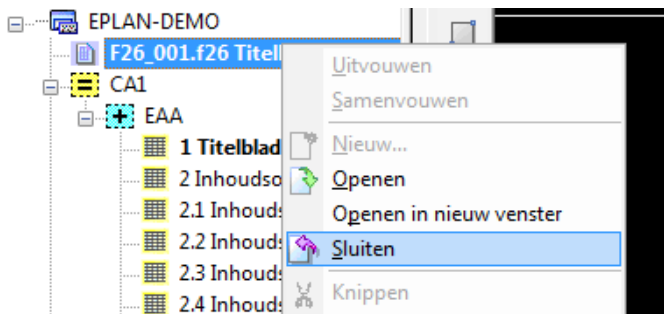 EPLAN-DEMO
F26_001.f26 Titel
CA1
EAA
1 Titelblad
2 Inhoudso
2.1 Inhouds
2.2 Inhouds
2.3 Inhouds
2.4 Inhouds
Uitvouwen
Samenvouwen
Nieuw...
Openen
Openen in nieuw venster
Sluiten
Knippen